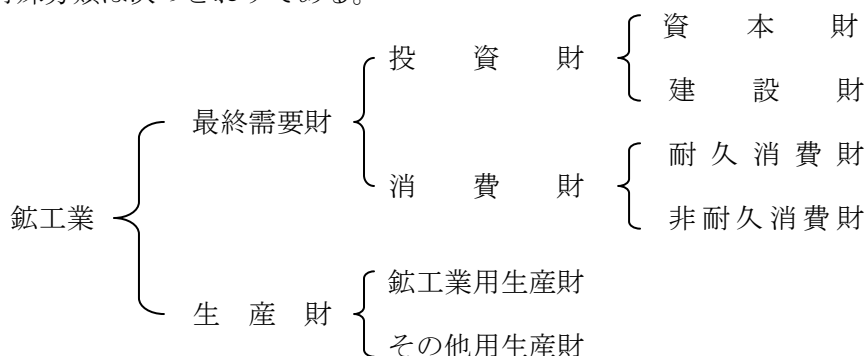 資本財
投資財
建設財
最終需要財
耐久消費財
消費財
非耐久消費財
鉱工業
鉱工業用生産財
生産財
その他用生産財